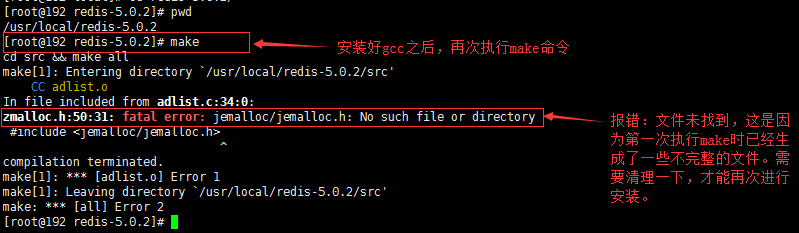 [root@192 redis-5.0.2]# pwd
/usr/local/redis-5.0.2
[root@192 redis-5.0.2]# make
安装好gcc之后，再次执行make命令
cd src && make all
make[1]: Entering directory `/usr/local/redis-5.0.2/src'
CC adlist.o
In file included from adlist.c:34:0:
zmalloc.h:50:31: fatal error: jemalloc/jemalloc.h: No such file or directory
#include <jemalloc/jemalloc.h>
^
报错：文件未找到，这是因
为第一次执行make时已经生
成了一些不完整的文件。需
要清理一下，才能再次进行
安装。
compilation terminated.
make[1]: *** [adlist.o] Error 1
make[1]: Leaving directory `/usr/local/redis-5.0.2/src'
make: *** [all] Error 2
[root@192 redis-5.0.2]#